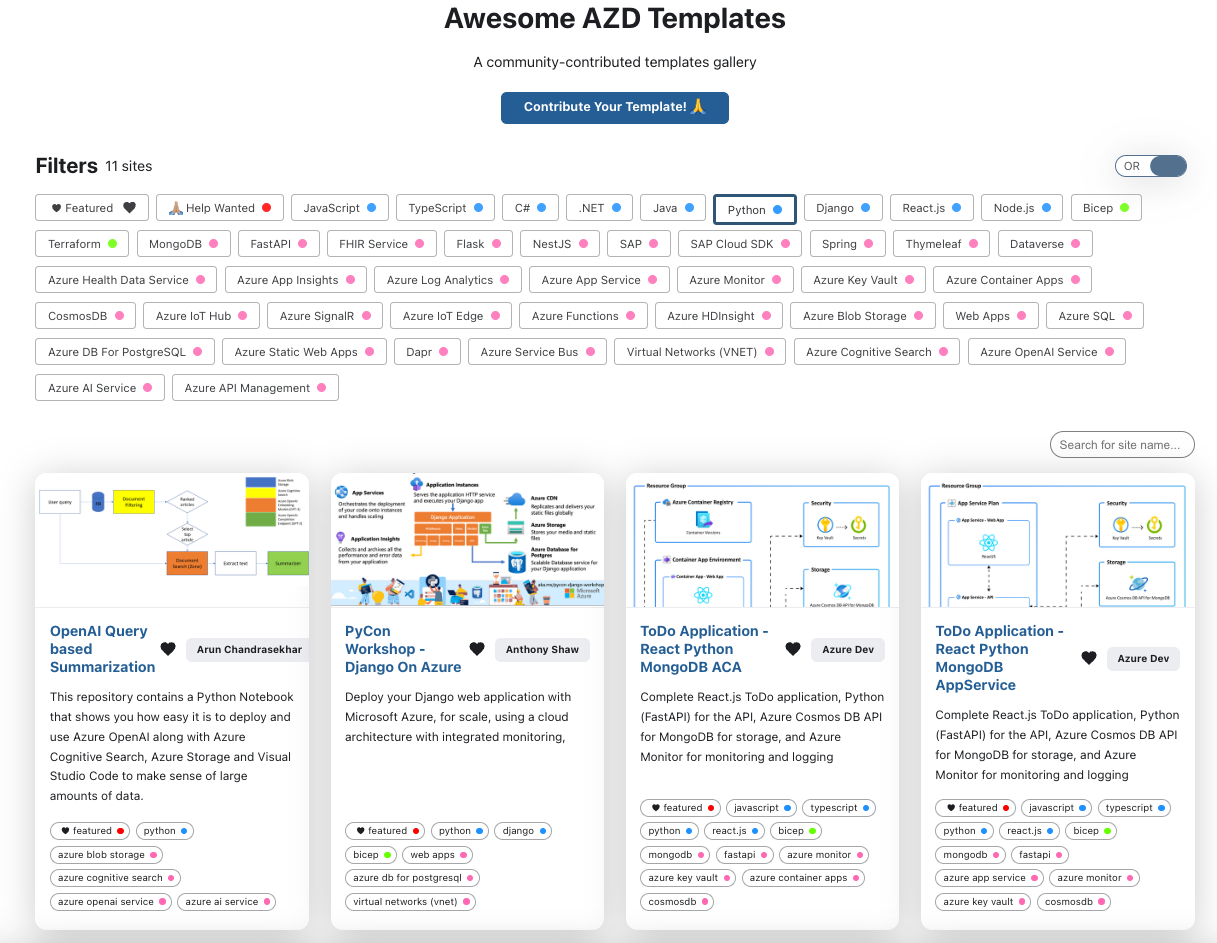 Awesome AZD Templates
A community-contributed templates gallery
Contribute Your Template! 🙏
Filters 11 sites
OR
Featured
🙏🏽 Help Wanted
JavaScript
TypeScript
C#
.NET
Java
Python
Django
React.js
Node.js
Bicep
Terraform
MongoDB
FastAPI
FHIR Service
Flask
NestJS
SAP
SAP Cloud SDK
Spring
Thymeleaf
Dataverse
Azure Health Data Service
Azure App Insights
Azure Log Analytics
Azure App Service
Azure Monitor
Azure Key Vault
Azure Container Apps
CosmosDB
Azure IoT Hub
Azure SignalR
Azure IoT Edge
Azure Functions
Azure HDInsight
Azure Blob Storage
Web Apps
Azure SQL
Azure DB For PostgreSQL
Azure Static Web Apps
Dapr
Azure Service Bus
Virtual Networks (VNET)
Azure Cognitive Search
Azure OpenAI Service
Azure AI Service
Azure API Management
Search for site name...
User query
Document Filtering
Ranked articles
Select top article
Document Search (Zone)
Extract text
Summarizer
OpenAI Query
based
Summarization
Arun Chandrasekhar
This repository contains a Python Notebook
that shows you how easy it is to deploy and
use Azure OpenAI along with Azure
Cognitive Search, Azure Storage and Visual
Studio Code to make sense of large
amounts of data.
featured
python
azure blob storage
azure cognitive search
azure openai service
azure ai service
App Services
Orchestrates the deployment
of your code onto instances
and handles scaling
Application Insights
Collects and archives all the
performance and error data
from your application
Application Instances
Serves the application HTTP
service and executes your Django app
Django Application
Azure CDN
Replicates and delivers your
static files globally
Azure Storage
Stores your media and static
files
Azure Database for
Postgres
Scalable Database service for
your Django application
aka.ms/pycon-django-workshop
Microsoft
Azure
PyCon
Workshop -
Django On Azure
Anthony Shaw
Deploy your Django web application with
Microsoft Azure, for scale, using a cloud
architecture with integrated monitoring,
featured
python
django
bicep
web apps
azure db for postgresql
virtual networks (vnet)
Resource Group
Azure Container Registry
Container Versions
Container App Environment
Container App - Web App
Security
Key Vault
Secrets
Storage
Azure Cosmos DB API for MongoDB
ToDo Application -
React Python
MongoDB ACA
Azure Dev
Complete React.js ToDo application, Python
(FastAPI) for the API, Azure Cosmos DB API
for MongoDB for storage, and Azure
Monitor for monitoring and logging
featured
javascript
typescript
python
react.js
bicep
mongodb
fastapi
azure monitor
azure key vault
azure container apps
cosmosdb
Resource Group
App Service Plan
App Service - Web App
ReactJS
App Service - API
Security
Key Vault
Secrets
Storage
Azure Cosmos DB API for MongoDB
ToDo Application -
React Python
MongoDB
AppService
Azure Dev
Complete React.js ToDo application, Python
(FastAPI) for the API, Azure Cosmos DB API
for MongoDB for storage, and Azure
Monitor for monitoring and logging
featured
javascript
typescript
python
react.js
bicep
mongodb
fastapi
azure app service
azure monitor
azure key vault
cosmosdb